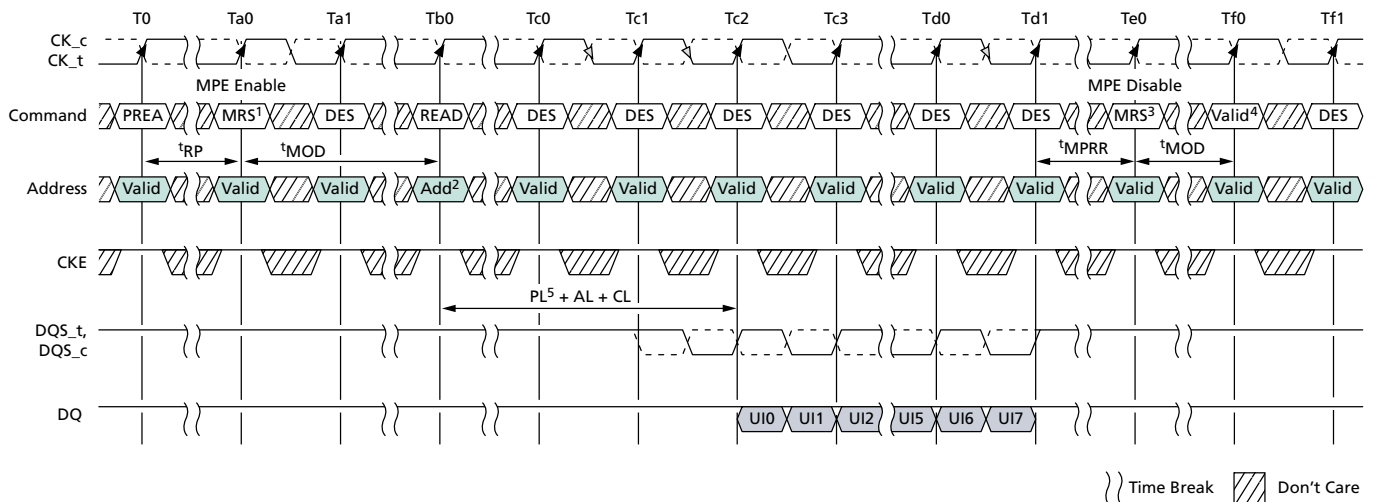 T0 Ta0 Ta1 Tb0 Tc0 Tc1 Tc2 Tc3 Td0 Td1 Te0 Tf0 Tf1
CK_c
CK_t
MPE Enable MPE Disable
Command PREA MRS1 DES READ DES DES DES DES DES DES MRS3 Valid4 DES
tRP tMOD tMPRR tMOD
Address Valid Valid Valid Add2 Valid Valid Valid Valid Valid Valid Valid Valid Valid
CKE
PL5 + AL + CL
DQS_t,
DQS_c
DQ UI0 UI1 UI2 UI5 UI6 UI7
Time Break Don't Care